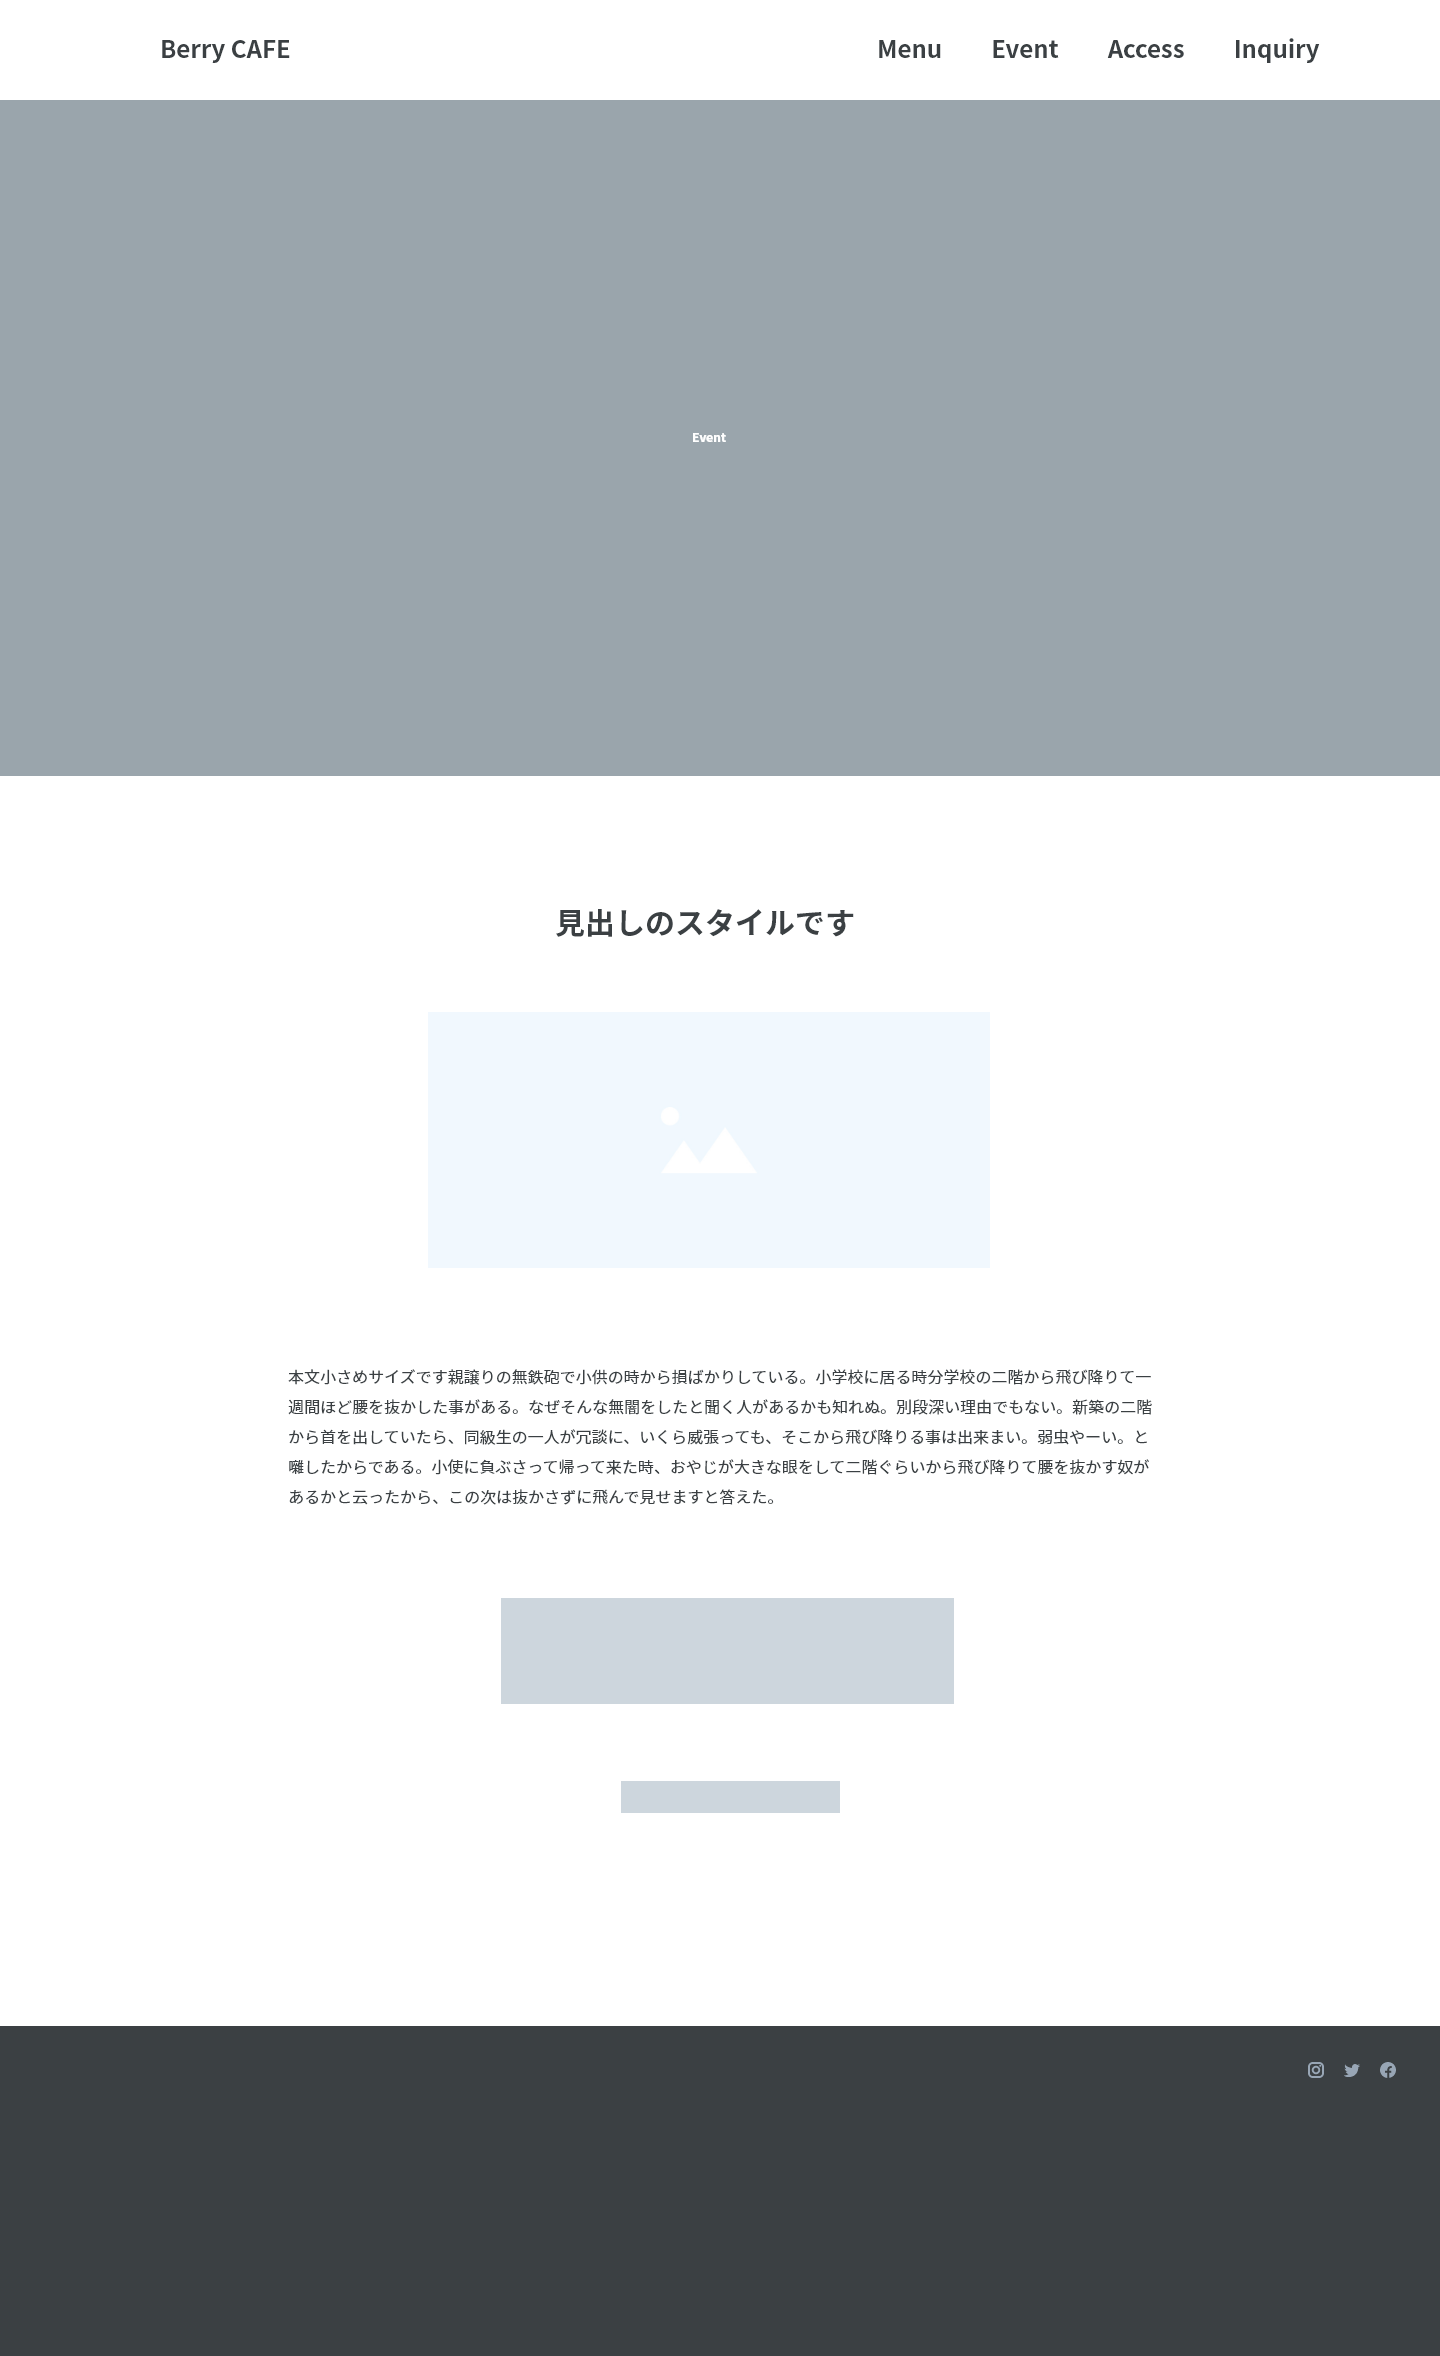 Berry CAFE
Menu
Event
Access
Inquiry
Event
見出しのスタイルです
本文小さめサイズです親譲りの無鉄砲で小供の時から損ばかりしている。小学校に居る時分学校の二階から飛び降りて一
週間ほど腰を抜かした事がある。なぜそんな無闇をしたと聞く人があるかも知れぬ。別段深い理由でもない。新築の二階
から首を出していたら、同級生の一人が冗談に、いくら威張っても、そこから飛び降りる事は出来まい。弱虫やーい。と
囃したからである。小使に負ぶさって帰って来た時、おやじが大きな眼をして二階ぐらいから飛び降りて腰を抜かす奴が
あるかと云ったから、この次は抜かさずに飛んで見せますと答えた。